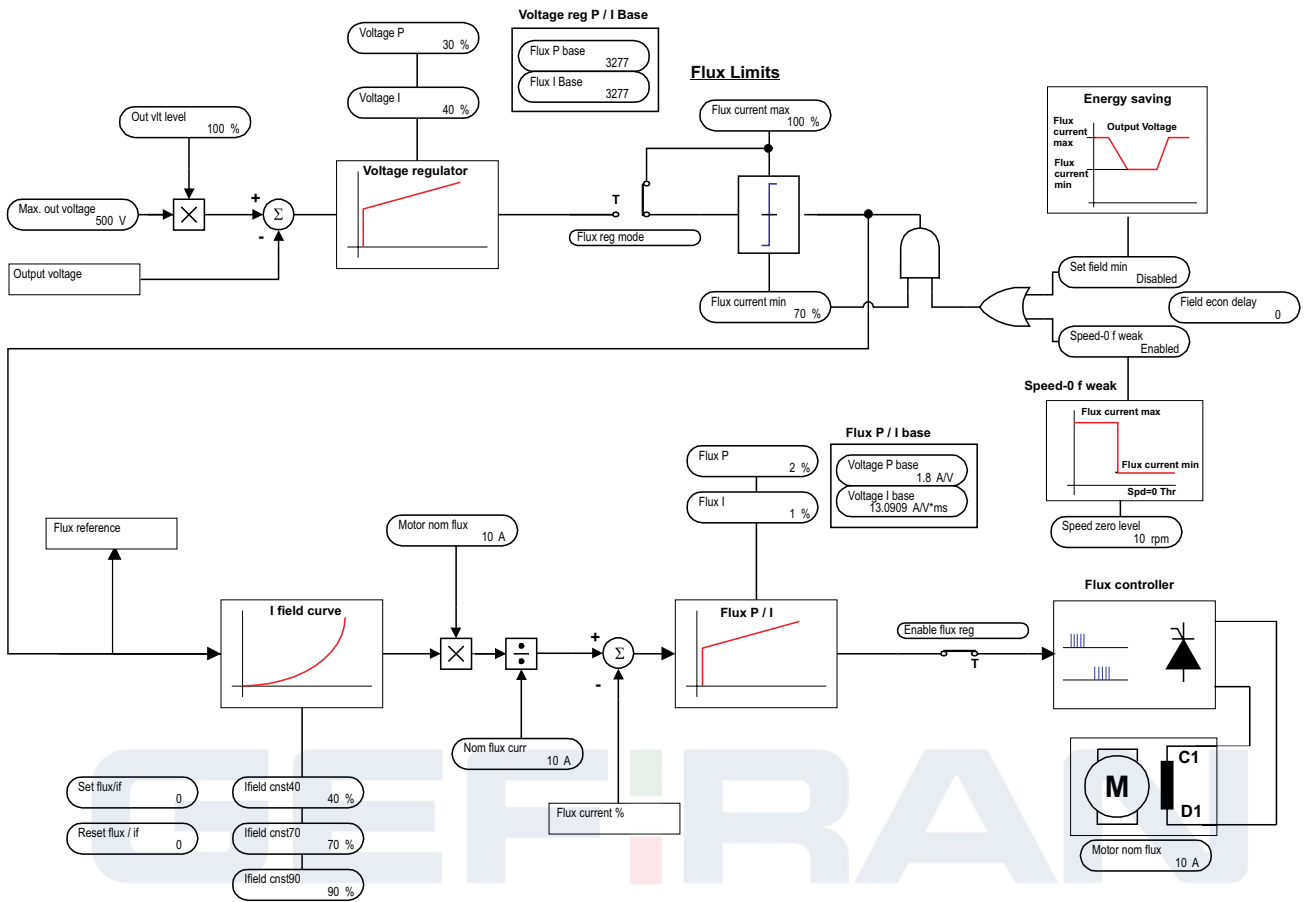 Voltage reg P / I Base
Voltage P
30 %
Flux P base
3277
Flux I Base
3277
Flux Limits
Voltage I
40 %
Out vlt level
100 %
Flux current max
100 %
Energy saving
Flux
current
max
Output Voltage
Flux
current
min
Voltage regulator
Max. out voltage
500 V
+
Σ
-
T
Flux reg mode
Output voltage
Set field min
Disabled
Flux current min
70 %
Field econ delay
0
Speed-0 f weak
Enabled
Speed-0 f weak
Flux current max
Flux current min
Spd=0 Thr
Flux P / I base
Flux P
2 %
Voltage P base
1.8 A/V
Voltage I base
13.0909 A/V*ms
Flux I
1 %
Speed zero level
10 rpm
Flux reference
Motor nom flux
10 A
Flux controller
I field curve
Flux P / I
Enable flux reg
T
+
Σ
-
Nom flux curr
10 A
Set flux/if
0
Ifield cnst40
40 %
Flux current %
M
C1
D1
Reset flux / if
0
Ifield cnst70
70 %
Motor nom flux
10 A
Ifield cnst90
90 %
GEFRAN